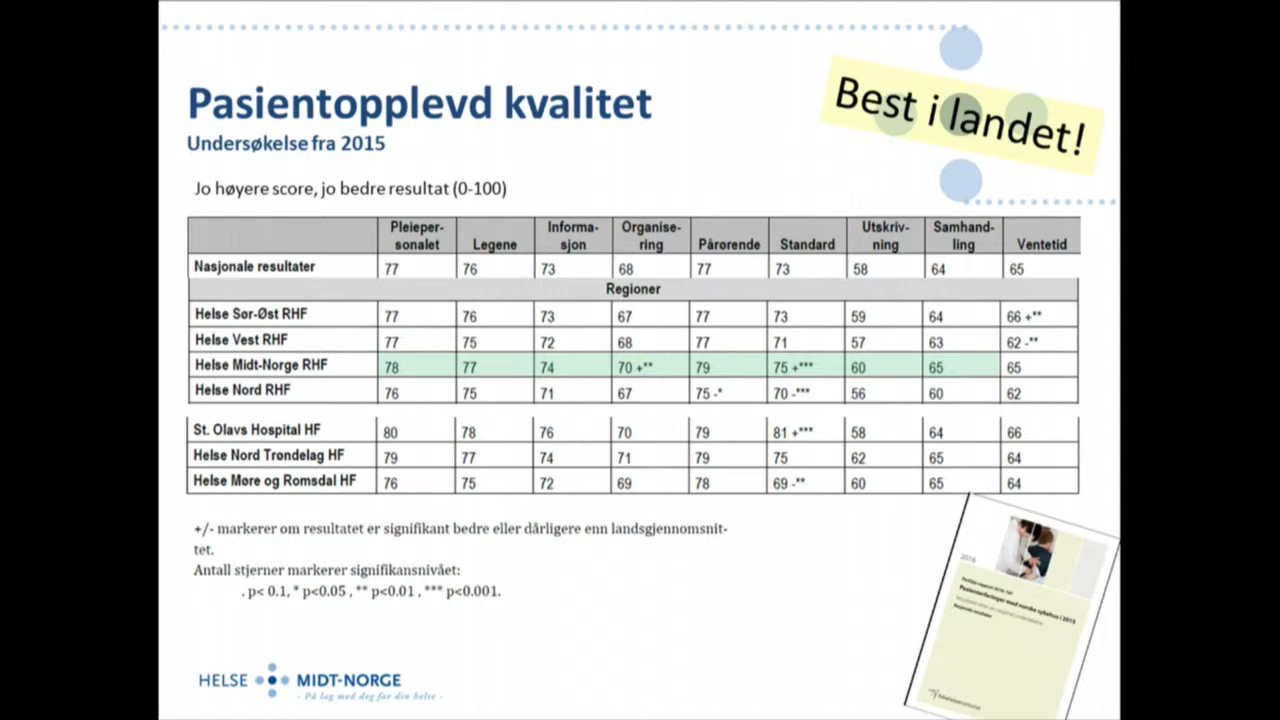 Pasientopplevd kvalitet
Best i landet!
Undersøkelse fra 2015
Jo høyere score, jo bedre resultat (0-100)
Pleieper-sonalet Legene Informa-sjon Organise-ring Pårørende Standard Utskriv-ning Samhand-ling Ventetid
Nasjonale resultater 77 76 73 68 77 73 58 64 65
Regioner
Helse Sør-Øst RHF 77 76 73 67 77 73 59 64 66 +**
Helse Vest RHF 77 75 72 68 77 71 57 63 62 -**
Helse Midt-Norge RHF 78 77 74 70 +** 79 75 +*** 60 65 65
Helse Nord RHF 76 75 71 67 75 -* 70 -*** 56 60 62
St. Olavs Hospital HF 80 78 76 70 79 81 +*** 58 64 66
Helse Nord Trøndelag HF 79 77 74 71 79 75 62 65 64
Helse Møre og Romsdal HF 76 75 72 69 78 69 -** 60 65 64
+/- markerer om resultatet er signifikant bedre eller dårligere enn landsgjennomsnit-
tet.
Antall stjerner markerer signifikansnivået:
. p< 0.1, * p<0.05 , ** p<0.01 , *** p<0.001.
2016
Pasienterfaringer med norske sykehus i 2015
Nasjonale resultater
HELSE MIDT-NORGE
- På lag med deg for din helse -